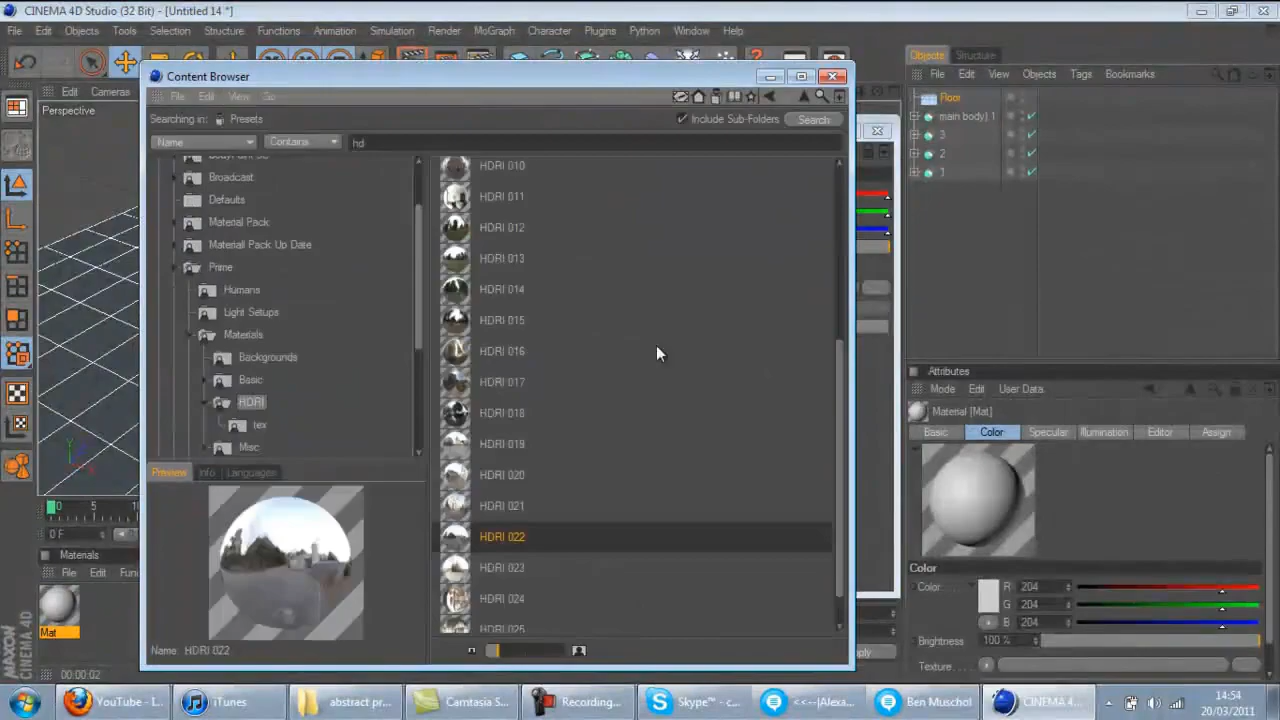 CINEMA 4D Studio (32 Bit) - [Untitled 14 *]
File Edit Objects Tools Selection Structure Functions Animation Simulation Render MoGraph Character Plugins Python Window Help
Edit Cameras
Perspective
Content Browser
File Edit View Go
Searching in: Presets
Include Sub-Folders
Search
Name
Contains
hd
Broadcast
Defaults
Material Pack
Materiall Pack Up Date
Prime
Humans
Light Setups
Materials
Backgrounds
Basic
HDRI
tex
Misc
HDRI 010
HDRI 011
HDRI 012
HDRI 013
HDRI 014
HDRI 015
HDRI 016
HDRI 017
HDRI 018
HDRI 019
HDRI 020
HDRI 021
HDRI 022
HDRI 023
HDRI 024
HDRI 025
Preview Info Languages
Name: HDRI 022
Objects Structure
File Edit View Objects Tags Bookmarks
Floor
main body) 1
3
2
1
Attributes
Mode Edit User Data
Material [Mat]
Basic Color Specular Illumination Editor Assign
Color
Color
R 204
G 204
B 204
Brightness 100 %
Texture
0 5
0 F
Materials
File Edit
Mat
MAXON
CINEMA 4D
00:00:02
YouTube - I...
iTunes
abstract pr...
Camtasia S...
Recording...
Skype™ - c...
<<--|Alexa...
Ben Muschol
CINEMA 4...
14:54
20/03/2011